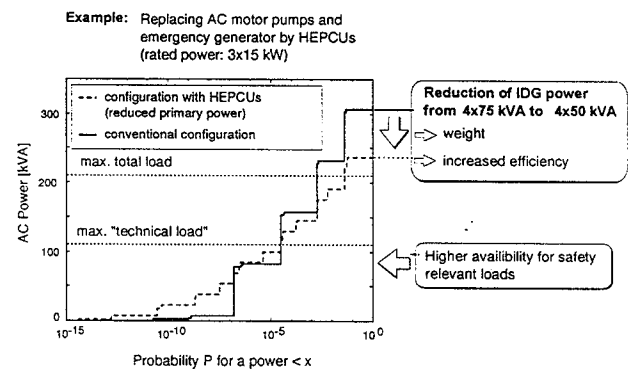 Example: Replacing AC motor pumps and
emergency generator by HEPCUs
(rated power: 3x15 kW)
300
200
100
0
AC Power [kVA]
configuration with HEPCUs
(reduced primary power)
conventional configuration
max. total load
max. "technical load"
10-15
10-10
10-5
100
Probability P for a power < x
Reduction of IDG power
from 4x75 kVA to 4x50 kVA
weight
increased efficiency
Higher availibility for safety
relevant loads